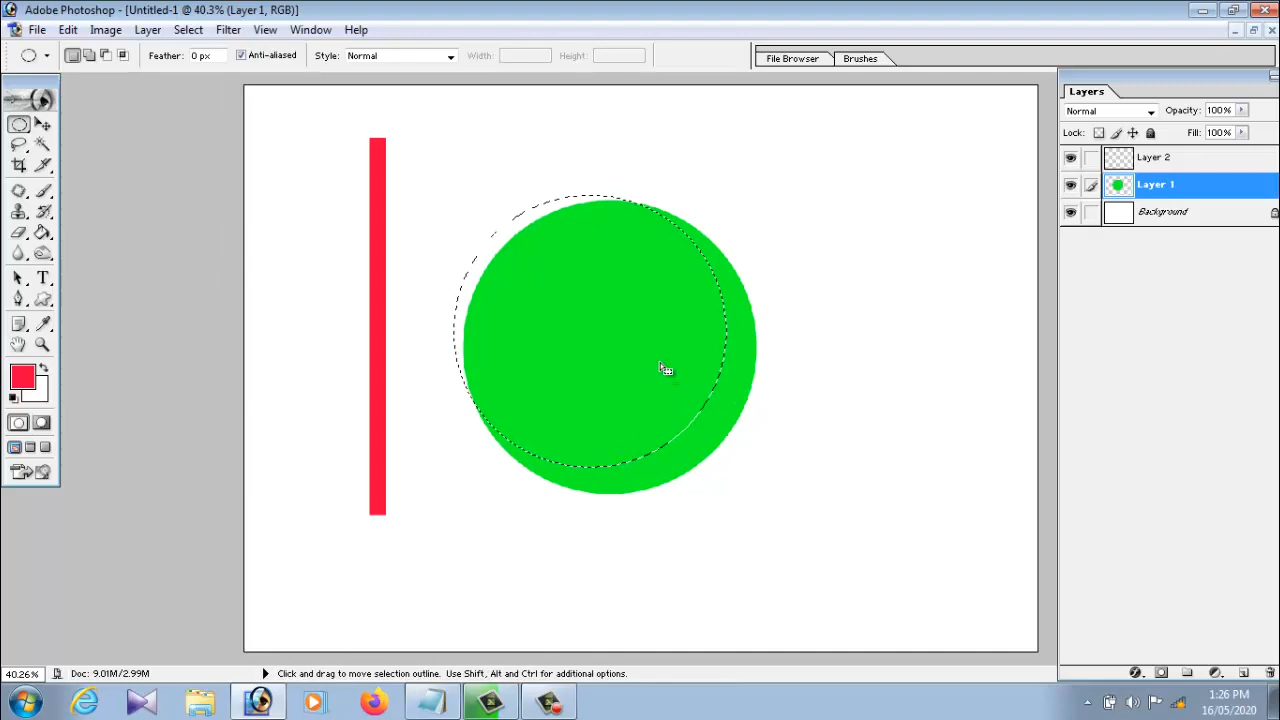 Adobe Photoshop - [Untitled-1 @ 40.3% (Layer 1, RGB)]
File Edit Image Layer Select Filter View Window Help
Feather: 0 px Anti-aliased Style: Normal Width: Height: File Browser Brushes
Layers
Normal Opacity: 100%
Lock: Fill: 100%
Layer 2
Layer 1
Background
T
40.26% Doc: 9.01M/2.99M Click and drag to move selection outline. Use Shift, Alt and Ctrl for additional options.
1:26 PM
16/05/2020